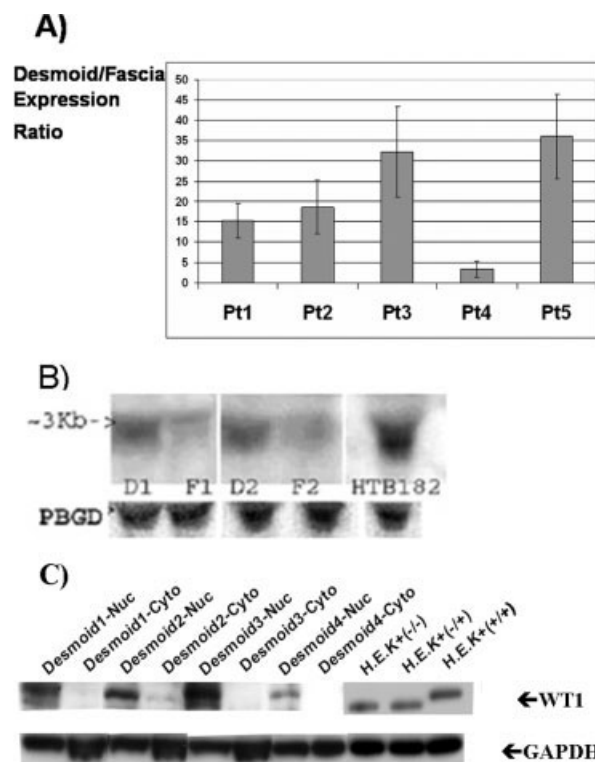 A)
Desmoid/Fascia
Expression
Ratio
50
45
40
35
30
25
20
15
10
5
0
Pt1 Pt2 Pt3 Pt4 Pt5
B)
~3Kb->
D1 F1 D2 F2 HTB182
PBGD
C)
Desmoid1-Nuc Desmoid1-Cyto Desmoid2-Nuc Desmoid2-Cyto Desmoid3-Nuc Desmoid3-Cyto Desmoid4-Nuc Desmoid4-Cyto H.E.K+(-/-) H.E.K+(-/+) H.E.K+(+/+)
←WT1
←GAPDH